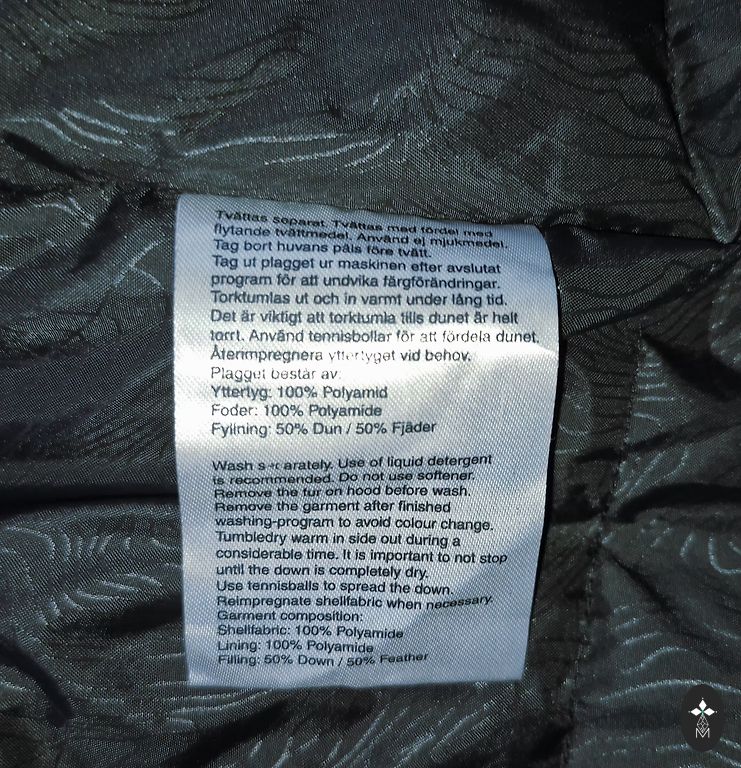 Tvättas separat. Tvättas med fördel med
flytande tvättmedel. Använd ej mjukmedel.
Tag bort huvans päls före tvätt.
Tag ut plagget ur maskinen efter avslutat
program för att undvika färgförändringar.
Torktumlas ut och in varmt under lång tid.
Det är viktigt att torktumla tills dunet är helt
torrt. Använd tennisbollar för att fördela dunet.
Återimpregnera yttertyget vid behov.
Plagget består av:
Yttertyg: 100% Polyamid
Foder: 100% Polyamide
Fyllning: 50% Dun / 50% Fjäder
Wash separately. Use of liquid detergent
is recommended. Do not use softener.
Remove the fur on hood before wash.
Remove the garment after finished
washing-program to avoid colour change.
Tumbledry warm in side out during a
considerable time. It is important to not stop
until the down is completely dry.
Use tennisballs to spread the down.
Reimpregnate shellfabric when necessary.
Garment composition:
Shellfabric: 100% Polyamide
Lining: 100% Polyamide
Filling: 50% Down / 50% Feather